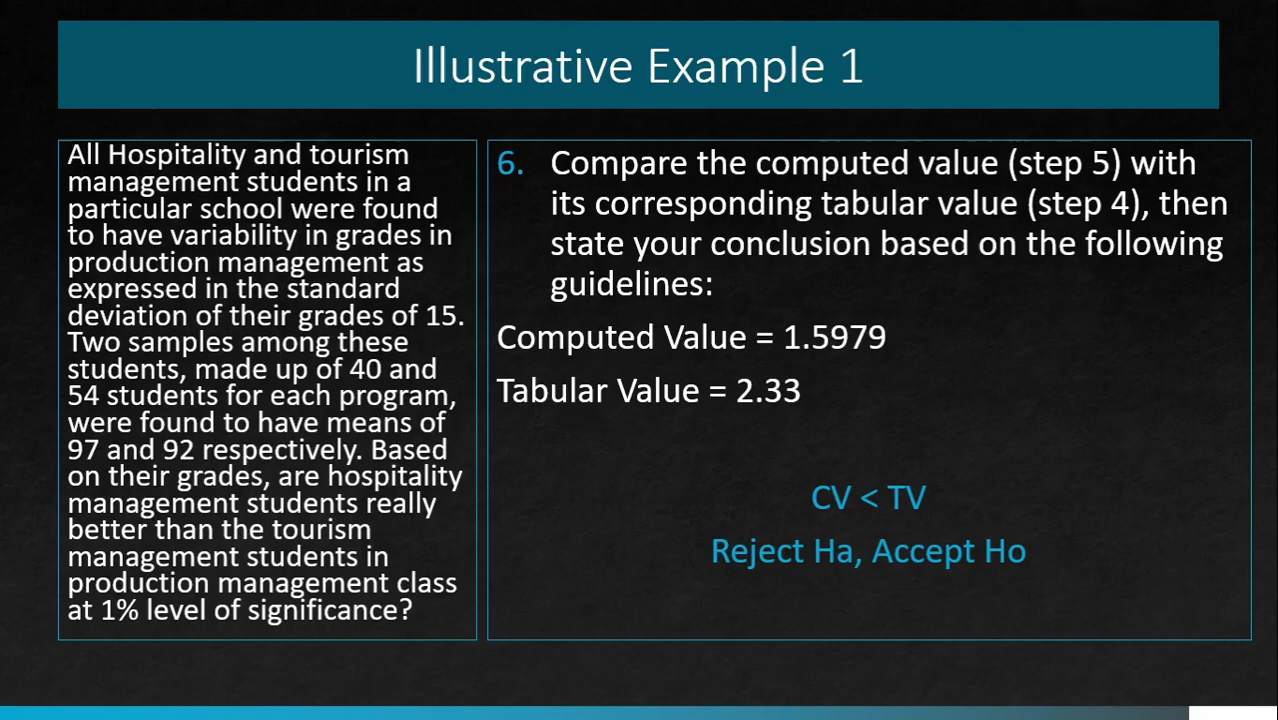 Illustrative Example 1
All Hospitality and tourism
management students in a
particular school were found
to have variability in grades in
production management as
expressed in the standard
deviation of their grades of 15.
Two samples among these
students, made up of 40 and
54 students for each program,
were found to have means of
97 and 92 respectively. Based
on their grades, are hospitality
management students really
better than the tourism
management students in
production management class
at 1% level of significance?
6. Compare the computed value (step 5) with
its corresponding tabular value (step 4), then
state your conclusion based on the following
guidelines:
Computed Value = 1.5979
Tabular Value = 2.33
CV < TV
Reject Ha, Accept Ho